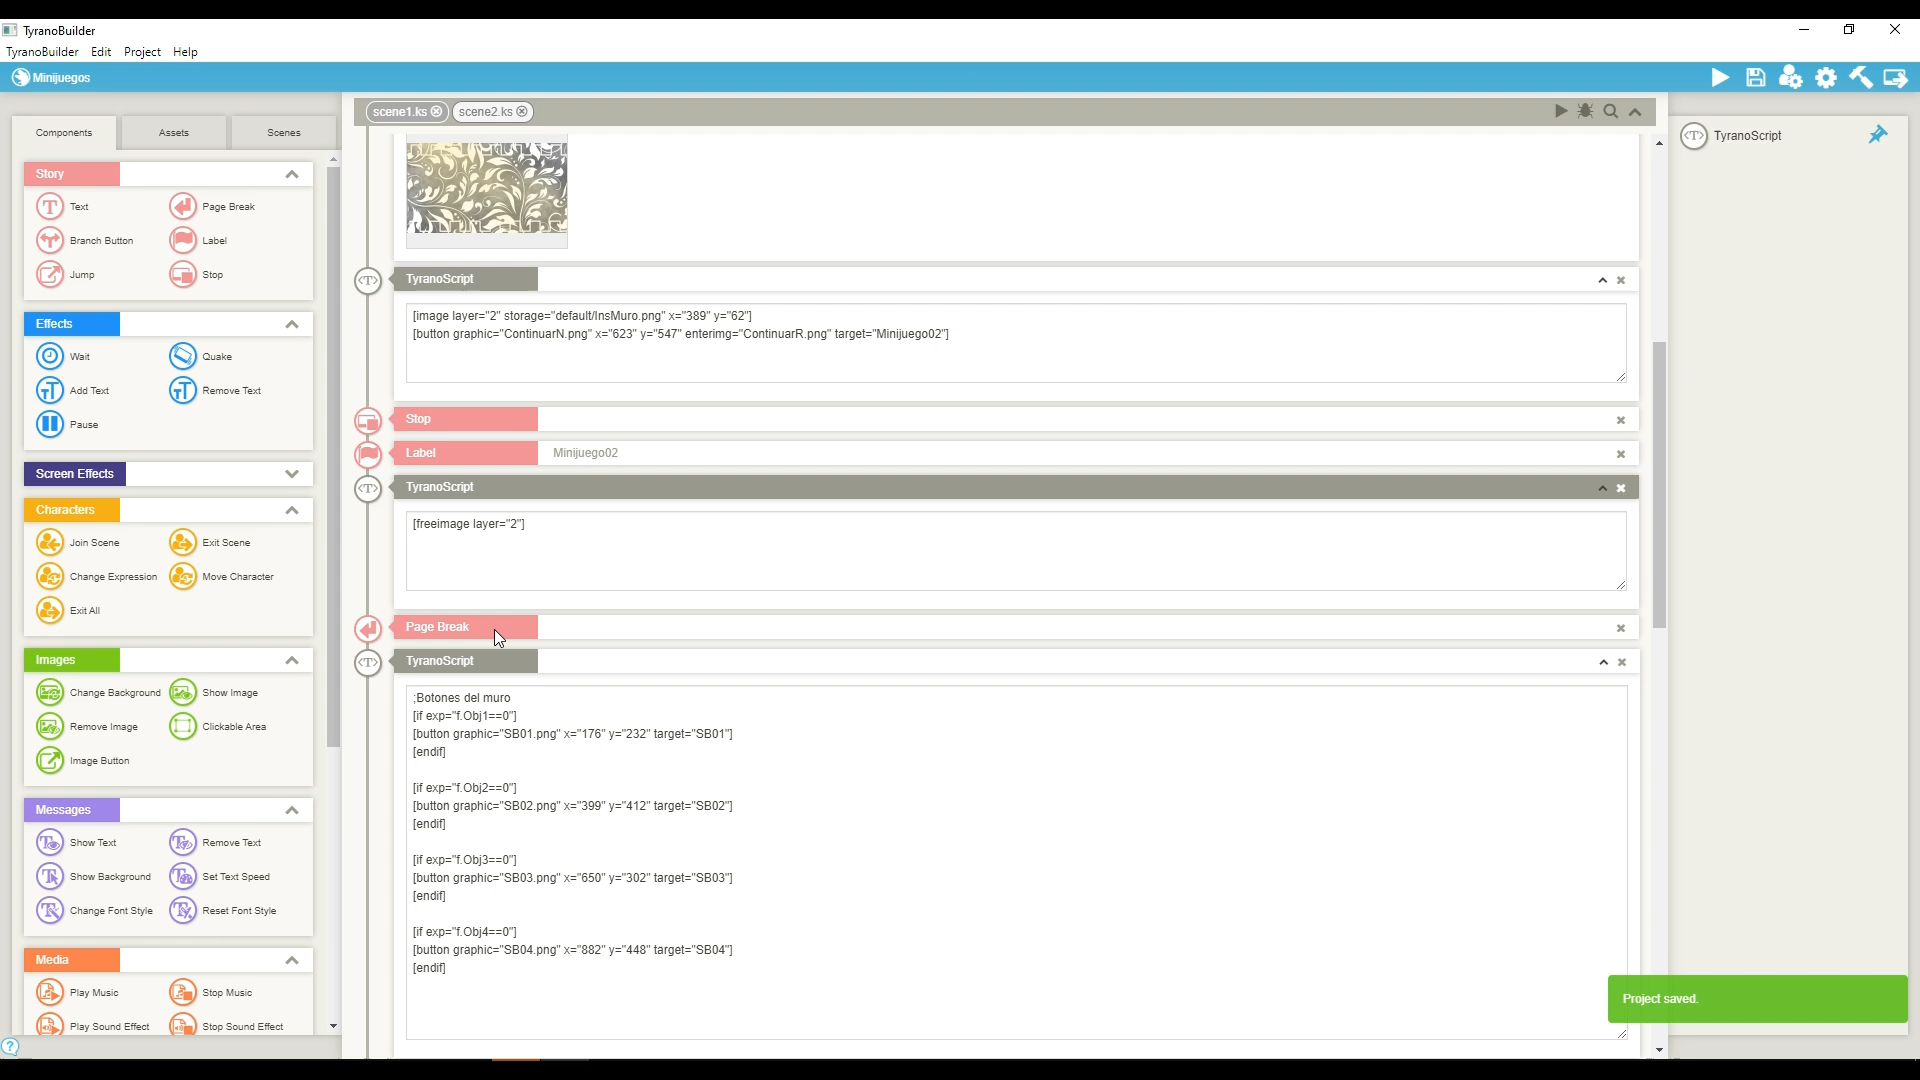 TyranoBuilder
TyranoBuilder Edit Project Help
Minijuegos
Components Assets Scenes
Story
Text Page Break
Branch Button Label
Jump Stop
Effects
Wait Quake
Add Text Remove Text
Pause
Screen Effects
Characters
Join Scene Exit Scene
Change Expression Move Character
Exit All
Images
Change Background Show Image
Remove Image Clickable Area
Image Button
Messages
Show Text Remove Text
Show Background Set Text Speed
Change Font Style Reset Font Style
Media
Play Music Stop Music
Play Sound Effect Stop Sound Effect
scene1.ks scene2.ks
<T> TyranoScript
[image layer="2" storage="default/InsMuro.png" x="389" y="62"]
[button graphic="ContinuarN.png" x="623" y="547" enterimg="ContinuarR.png" target="Minijuego02"]
Stop
Label Minijuego02
<T> TyranoScript
[freeimage layer="2"]
Page Break
<T> TyranoScript
;Botones del muro
[if exp="f.Obj1==0"]
[button graphic="SB01.png" x="176" y="232" target="SB01"]
[endif]
[if exp="f.Obj2==0"]
[button graphic="SB02.png" x="399" y="412" target="SB02"]
[endif]
[if exp="f.Obj3==0"]
[button graphic="SB03.png" x="650" y="302" target="SB03"]
[endif]
[if exp="f.Obj4==0"]
[button graphic="SB04.png" x="882" y="448" target="SB04"]
[endif]
<T> TyranoScript
Project saved.